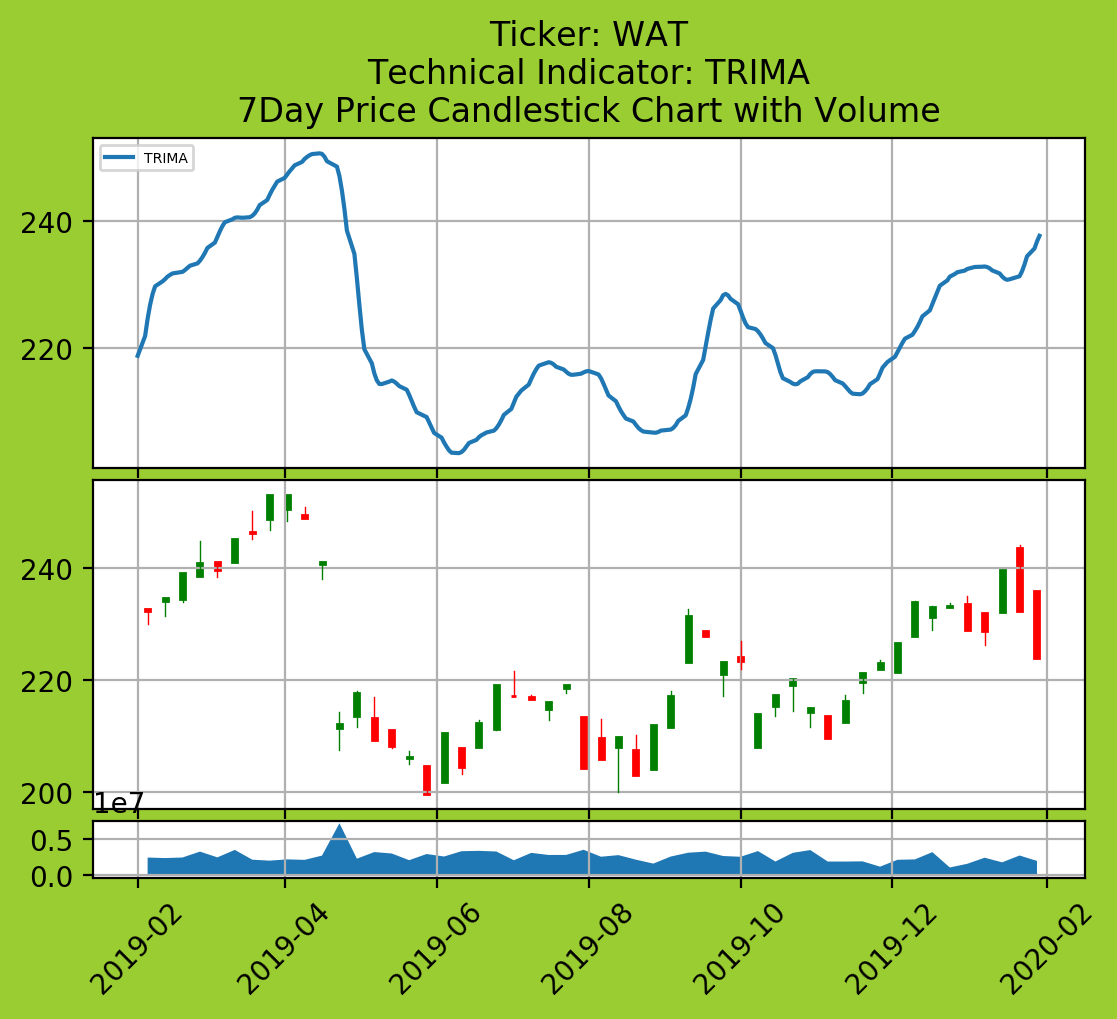 Ticker: WAT
Technical Indicator: TRIMA
7Day Price Candlestick Chart with Volume
TRIMA
240
220
240
220
200
1e7
0.5
0.0
2019-02
2019-04
2019-06
2019-08
2019-10
2019-12
2020-02